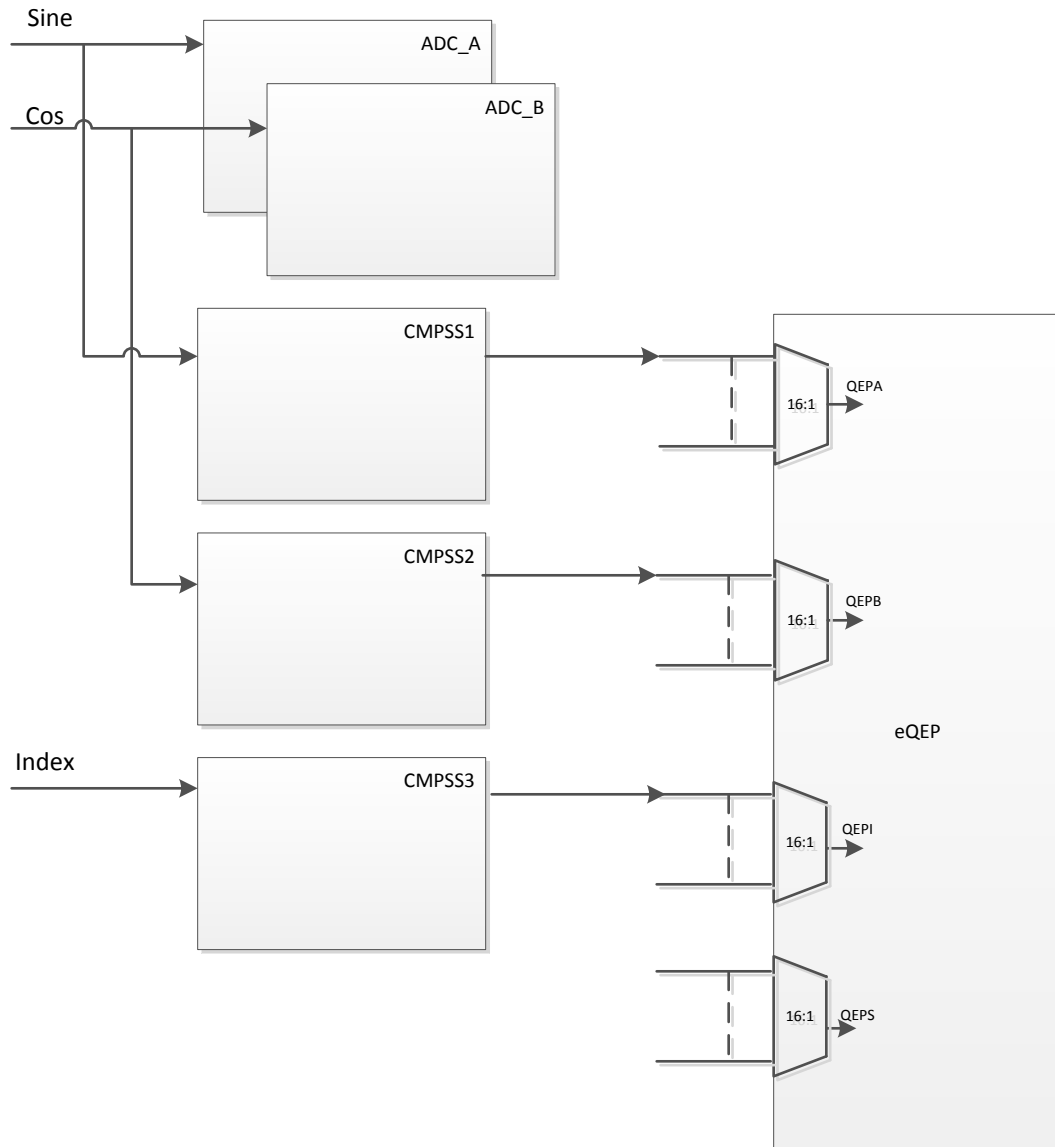 Sine
ADC_A
Cos
ADC_B
CMPSS1
16:1
QEPA
CMPSS2
16:1
QEPB
eQEP
Index
CMPSS3
16:1
QEPI
16:1
QEPS